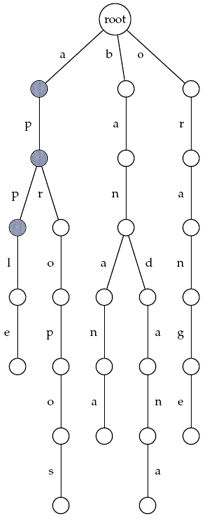 root
a b o
p a r
p r n a
l o a d n
e p n a g
o a n e
s a